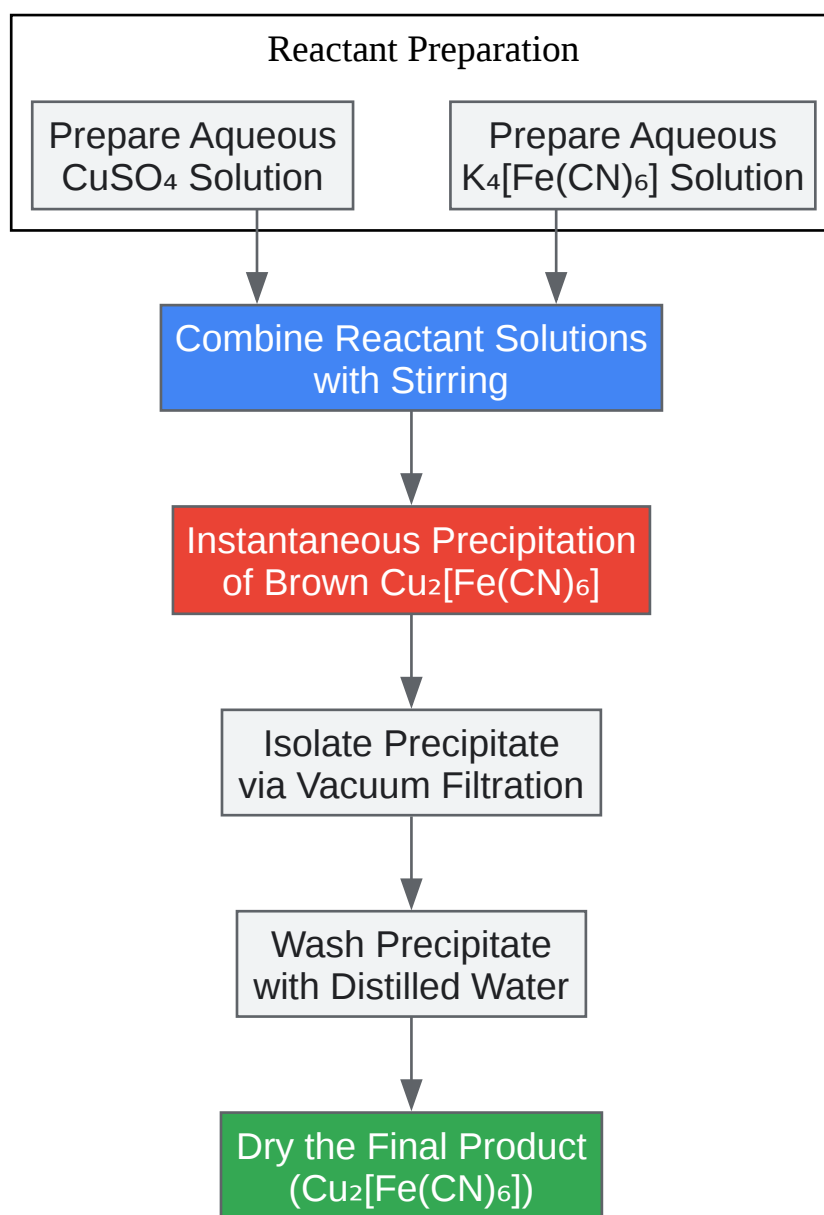 Reactant Preparation
Prepare Aqueous
CuSO₄ Solution
Prepare Aqueous
K₄[Fe(CN)₆] Solution
Combine Reactant Solutions
with Stirring
Instantaneous Precipitation
of Brown Cu₂[Fe(CN)₆]
Isolate Precipitate
via Vacuum Filtration
Wash Precipitate
with Distilled Water
Dry the Final Product
(Cu₂[Fe(CN)₆])